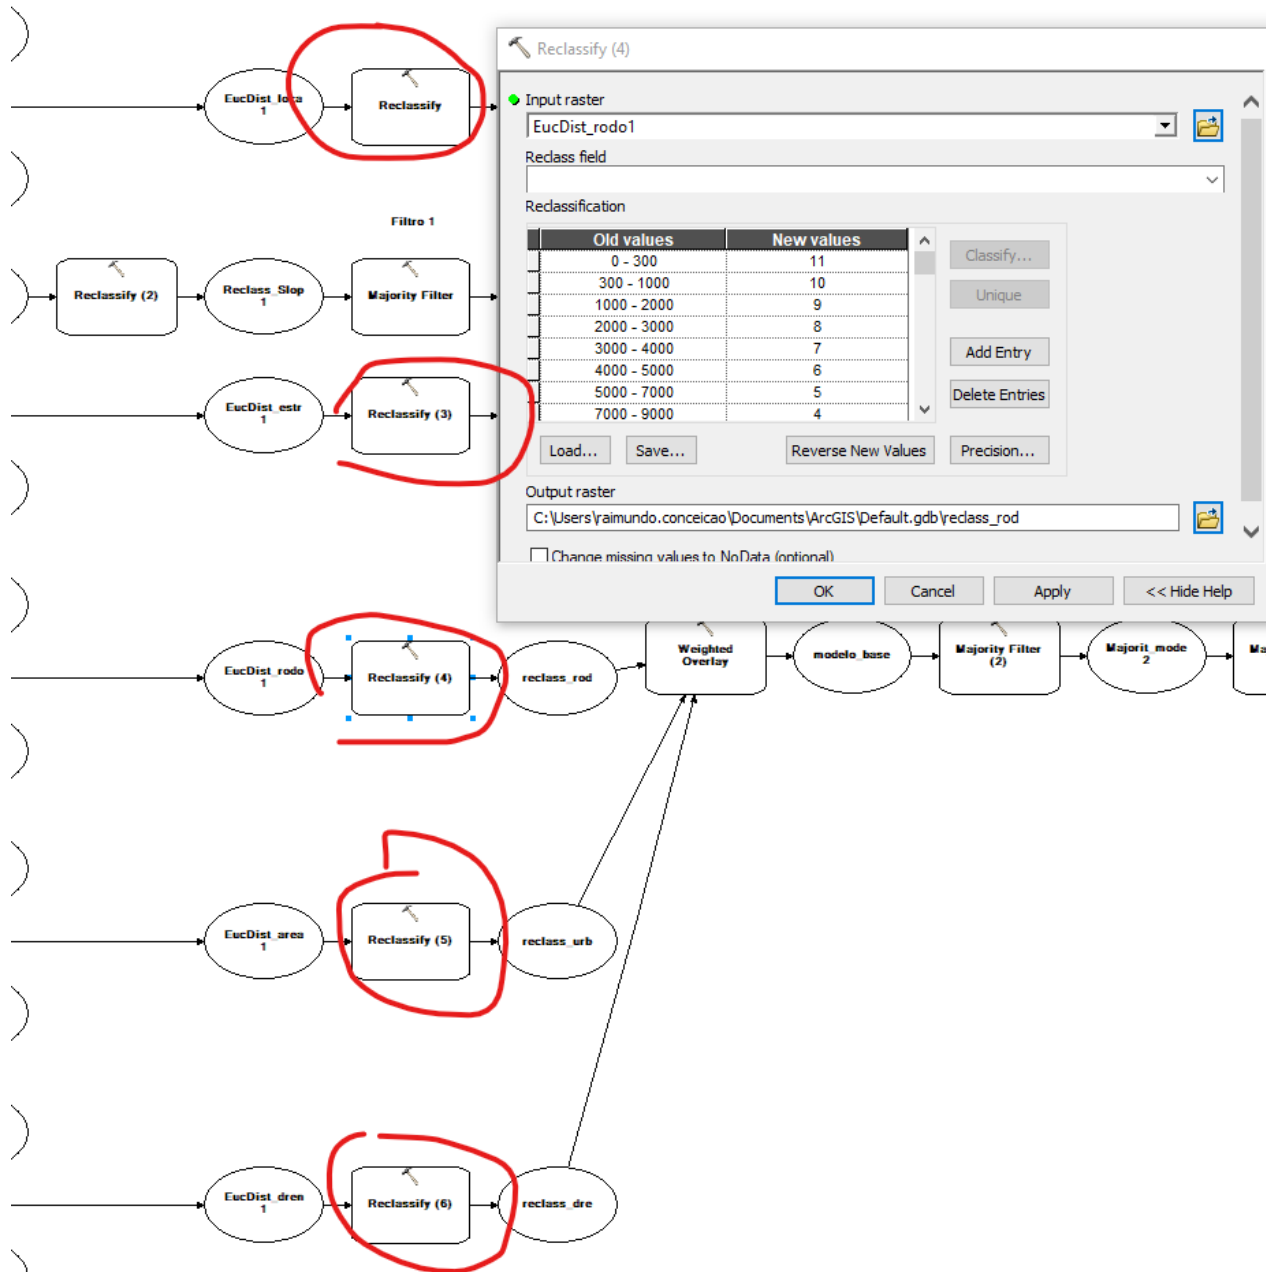 EucDist_loca
1
Reclassify
Filtro 1
Reclassify (2)
Reclass_Slop
1
Majority Filter
EucDist_estr
1
Reclassify (3)
Reclassify (4)
Input raster
EucDist_rodo1
Reclass field
Reclassification
Old values New values
0 - 300 11
300 - 1000 10
1000 - 2000 9
2000 - 3000 8
3000 - 4000 7
4000 - 5000 6
5000 - 7000 5
7000 - 9000 4
Classify...
Unique
Add Entry
Delete Entries
Load... Save... Reverse New Values Precision...
Output raster
C:\Users\raimundo.conceicao\Documents\ArcGIS\Default.gdb\reclass_rod
Change missing values to NoData (optional)
OK Cancel Apply << Hide Help
EucDist_rodo
1
Reclassify (4)
reclass_rod
Weighted
Overlay
modelo_base
Majority Filter
(2)
Majorit_mode
2
Ma
EucDist_area
1
Reclassify (5)
reclass_urb
EucDist_dren
1
Reclassify (6)
reclass_dre